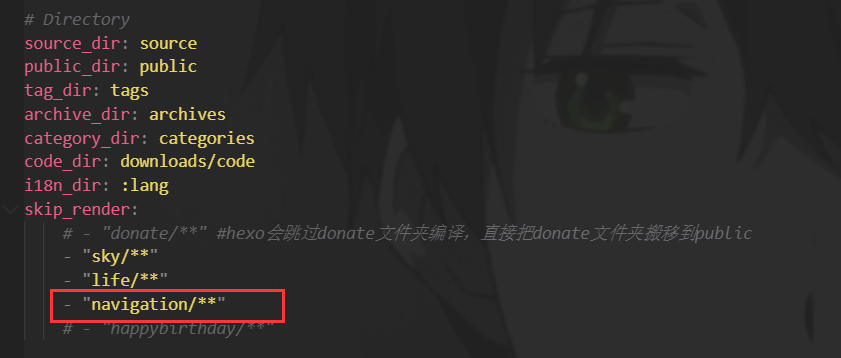 # Directory
source_dir: source
public_dir: public
tag_dir: tags
archive_dir: archives
category_dir: categories
code_dir: downloads/code
i18n_dir: :lang
skip_render:
# - "donate/**" #hexo会跳过donate文件夹编译，直接把donate文件夹搬移到public
- "sky/**"
- "life/**"
- "navigation/**"
# - "happybirthday/**"